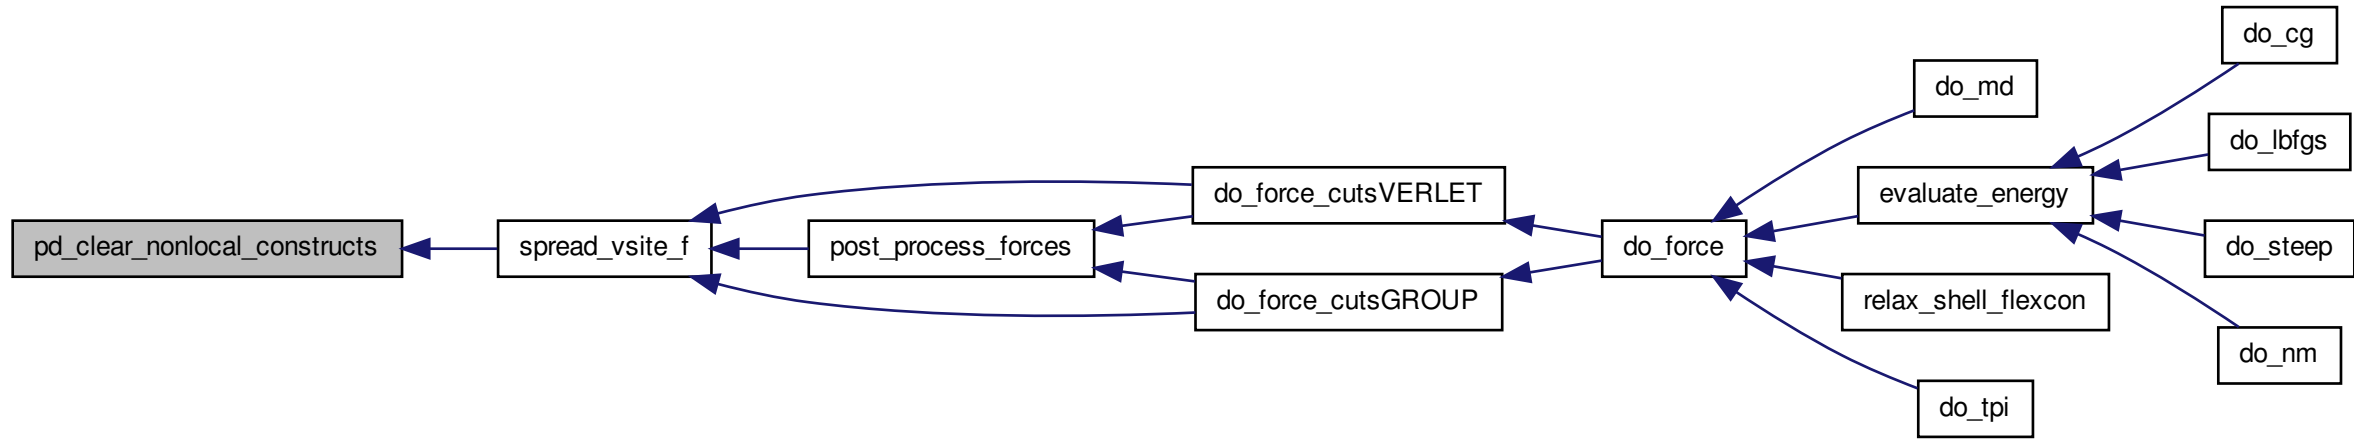 pd_clear_nonlocal_constructs
spread_vsite_f
post_process_forces
do_force_cutsVERLET
do_force_cutsGROUP
do_force
do_md
evaluate_energy
relax_shell_flexcon
do_tpi
do_cg
do_lbfgs
do_steep
do_nm